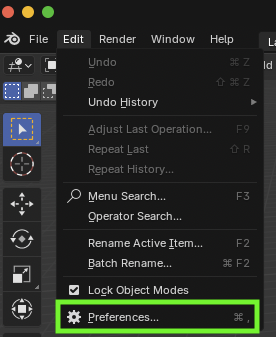 File Edit Render Window Help La
Undo ⌘ Z
Redo ⇧ ⌘ Z
Undo History
Adjust Last Operation... F9
Repeat Last ⇧ R
Repeat History...
Menu Search... F3
Operator Search...
Rename Active Item... F2
Batch Rename... ⌘ F2
Lock Object Modes
Preferences... ⌘ ,